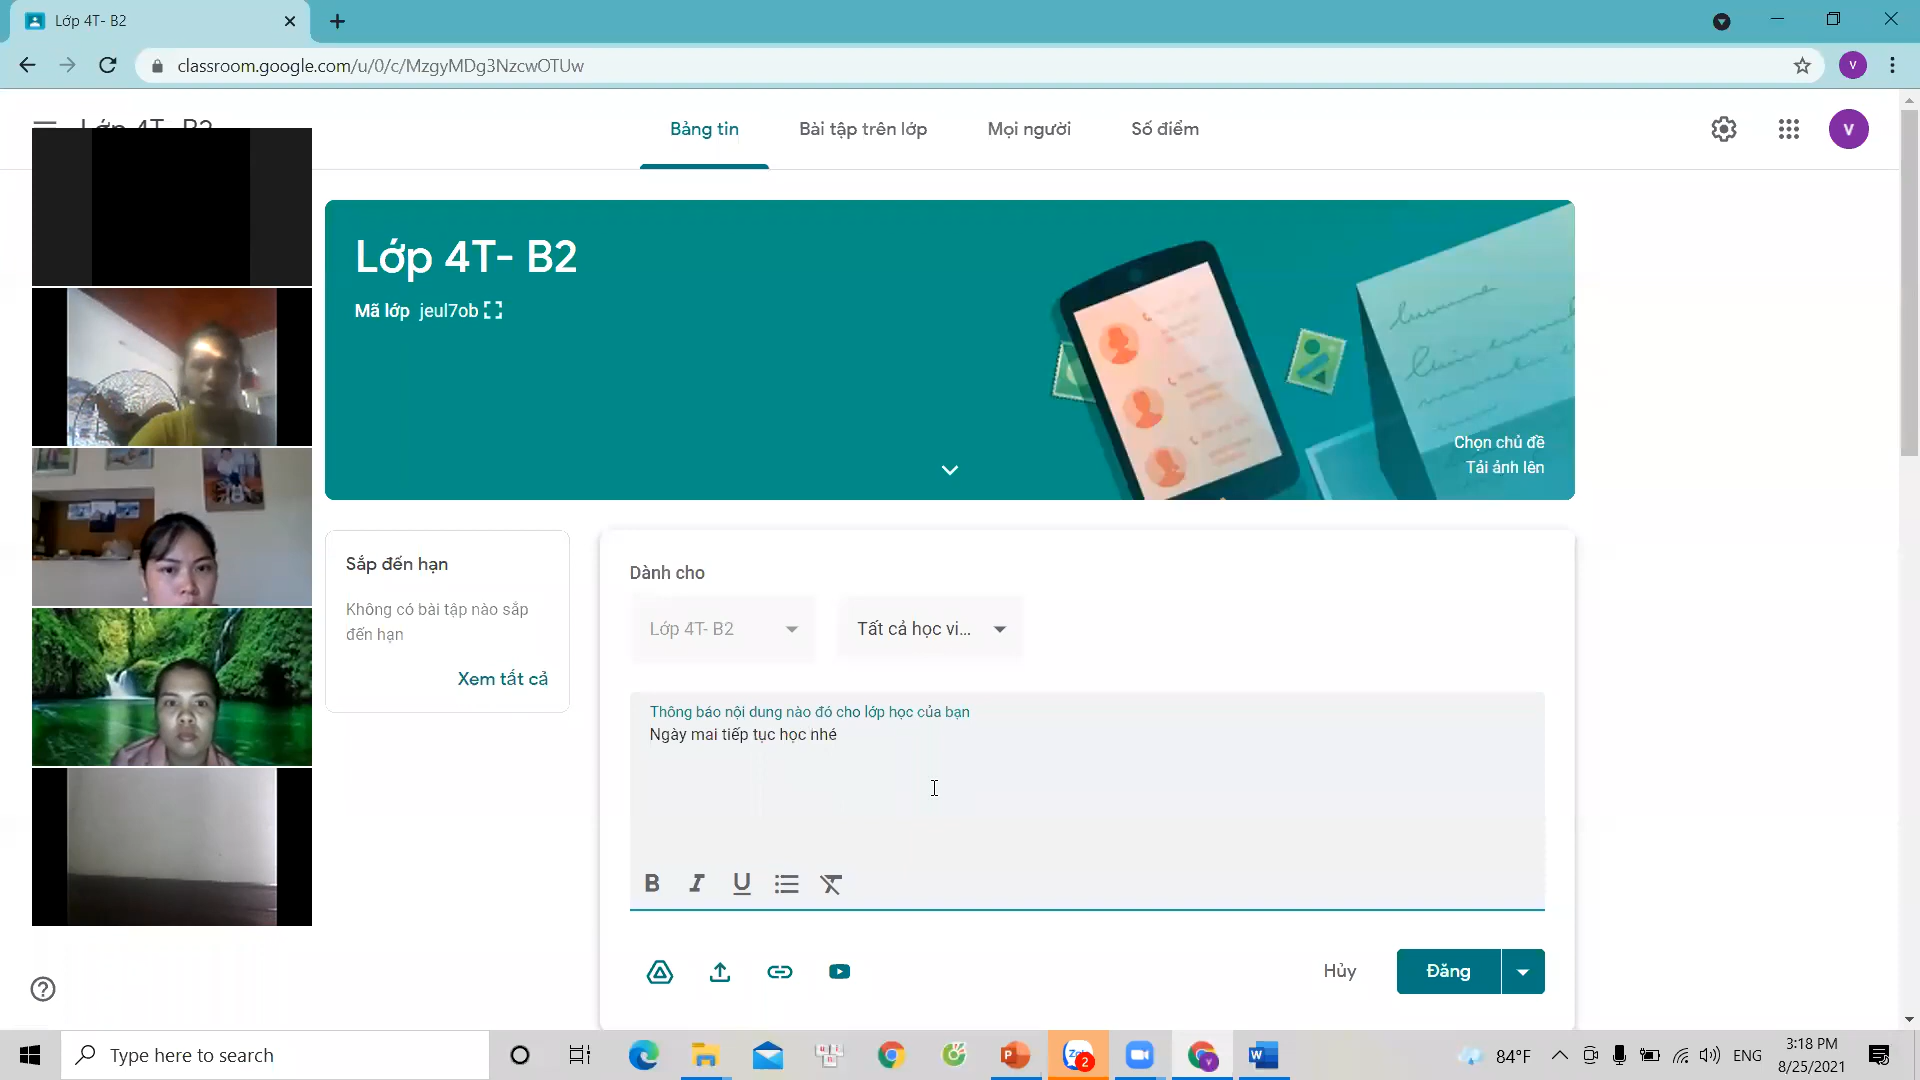 Lớp 4T- B2
classroom.google.com/u/0/c/MzgyMDg3NzcwOTUw
V
Lớp 4T- B2
Bảng tin
Bài tập trên lớp
Mọi người
Số điểm
V
Lớp 4T- B2
Mã lớp jeul7ob
Chọn chủ đề
Tải ảnh lên
Sắp đến hạn
Không có bài tập nào sắp
đến hạn
Xem tất cả
Dành cho
Lớp 4T- B2
Tất cả học vi...
Thông báo nội dung nào đó cho lớp học của bạn
Ngày mai tiếp tục học nhé
B I U
Hủy
Đăng
Type here to search
2
84°F
ENG
3:18 PM
8/25/2021